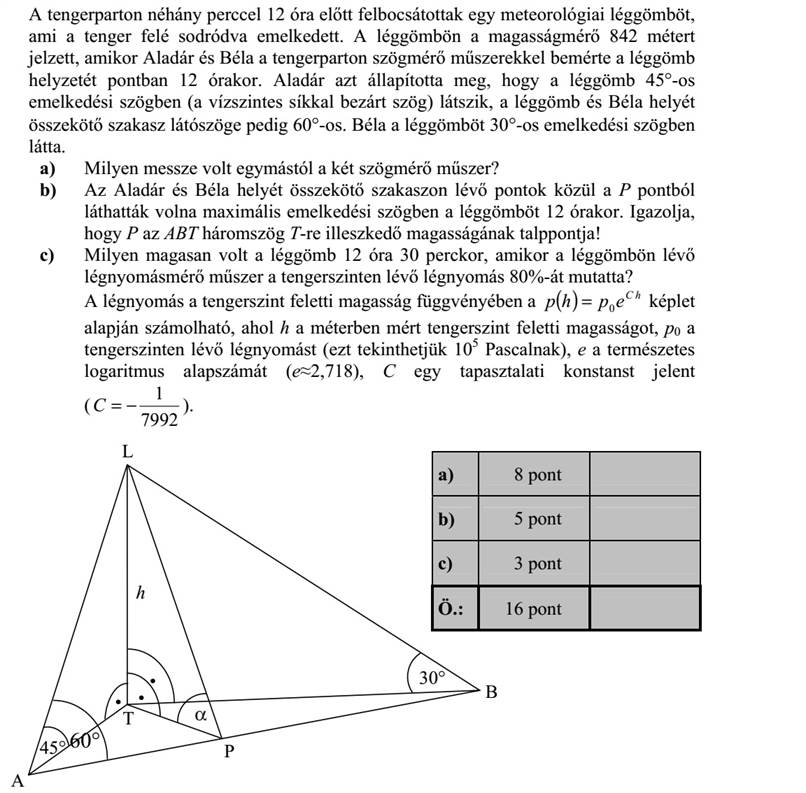 A tengerparton néhány perccel 12 óra előtt felbocsátottak egy meteorológiai léggömböt,
ami a tenger felé sodródva emelkedett. A léggömbön a magasságmérő 842 métert
jelzett, amikor Aladár és Béla a tengerparton szögmérő műszerekkel bemérte a léggömb
helyzetét pontban 12 órakor. Aladár azt állapította meg, hogy a léggömb 45°-os
emelkedési szögben (a vízszintes síkkal bezárt szög) látszik, a léggömb és Béla helyét
összekötő szakasz látószöge pedig 60°-os. Béla a léggömböt 30°-os emelkedési szögben
látta.
a) Milyen messze volt egymástól a két szögmérő műszer?
b) Az Aladár és Béla helyét összekötő szakaszon lévő pontok közül a P pontból
láthatták volna maximális emelkedési szögben a léggömböt 12 órakor. Igazolja,
hogy P az ABT háromszög T-re illeszkedő magasságának talppontja!
c) Milyen magasan volt a léggömb 12 óra 30 perckor, amikor a léggömbön lévő
légnyomásmérő műszer a tengerszinten lévő légnyomás 80%-át mutatta?
A légnyomás a tengerszint feletti magasság függvényében a p(h) = p₀e^{Ch} képlet
alapján számolható, ahol h a méterben mért tengerszint feletti magasságot, p₀ a
tengerszinten lévő légnyomást (ezt tekinthetjük 10⁵ Pascalnak), e a természetes
logaritmus alapszámát (e≈2,718), C egy tapasztalati konstanst jelent
(C = −1/7992).
L
h
30°
B
T
α
45°
60°
P
A
a) 8 pont
b) 5 pont
c) 3 pont
Ö.: 16 pont